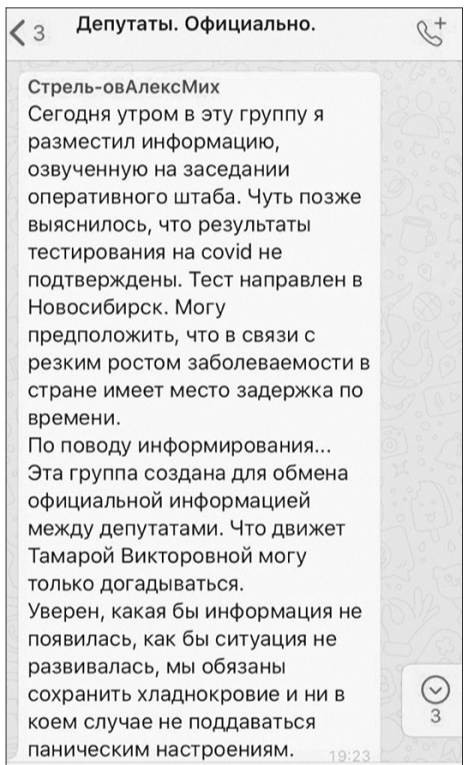 3
Депутаты. Официально.
Стрель-овАлексМих
Сегодня утром в эту группу я
разместил информацию,
озвученную на заседании
оперативного штаба. Чуть позже
выяснилось, что результаты
тестирования на covid не
подтверждены. Тест направлен в
Новосибирск. Могу
предположить, что в связи с
резким ростом заболеваемости в
стране имеет место задержка по
времени.
По поводу информирования...
Эта группа создана для обмена
официальной информацией
между депутатами. Что движет
Тамарой Викторовной могу
только догадываться.
Уверен, какая бы информация не
появилась, как бы ситуация не
развивалась, мы обязаны
сохранить хладнокровие и ни в
коем случае не поддаваться
паническим настроениям.
19:23
3